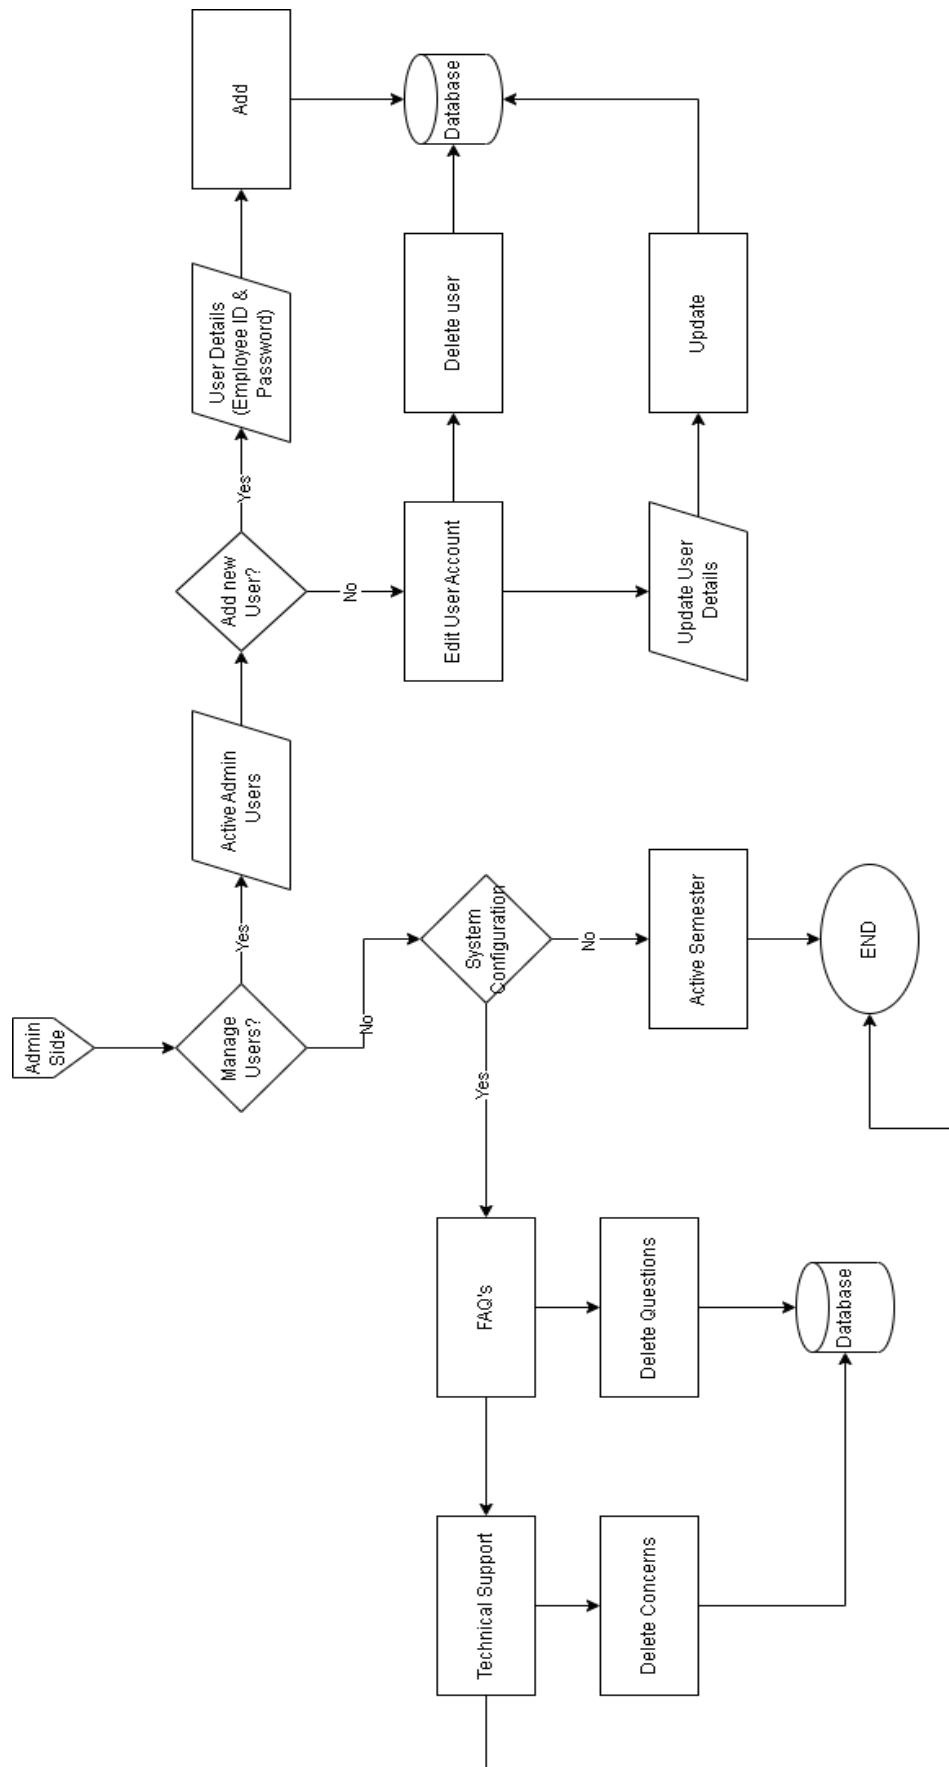 Admin
Side
Manage
Users?
Yes
No
Active Admin
Users
Add new
User?
Yes
No
User Details
(Employee ID &
Password)
Add
Edit User Account
Delete user
Database
Update User
Details
Update
System
Configuration
Yes
No
Active Semester
END
FAQ's
Delete Questions
Technical Support
Delete Concerns
Database